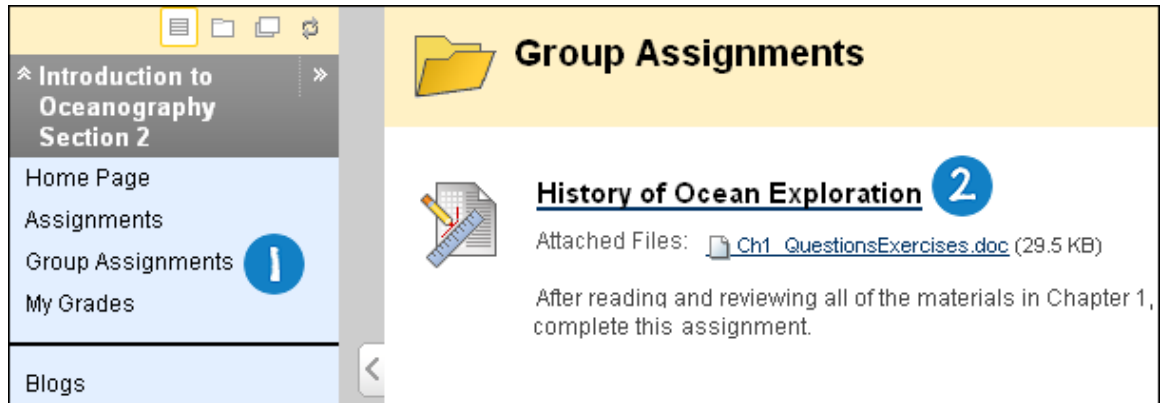 Introduction to
Oceanography
Section 2
Home Page
Assignments
Group Assignments 1
My Grades
Blogs
Group Assignments
History of Ocean Exploration 2
Attached Files: Ch1_QuestionsExercises.doc (29.5 KB)
After reading and reviewing all of the materials in Chapter 1,
complete this assignment.